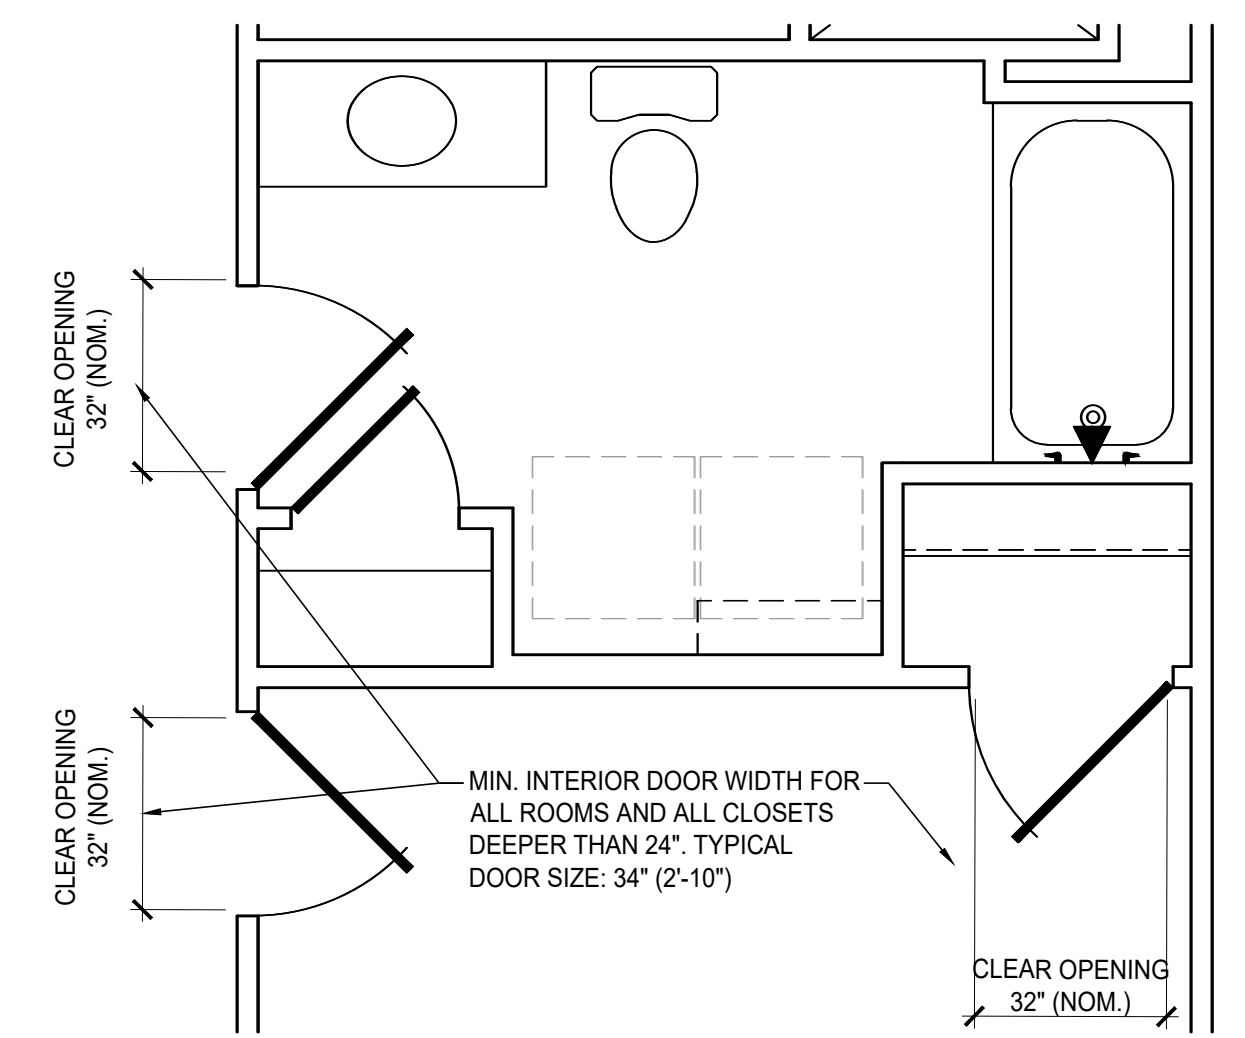 CLEAR OPENING
32" (NOM.)
CLEAR OPENING
32" (NOM.)
MIN. INTERIOR DOOR WIDTH FOR
ALL ROOMS AND ALL CLOSETS
DEEPER THAN 24". TYPICAL
DOOR SIZE: 34" (2'-10")
CLEAR OPENING
32" (NOM.)